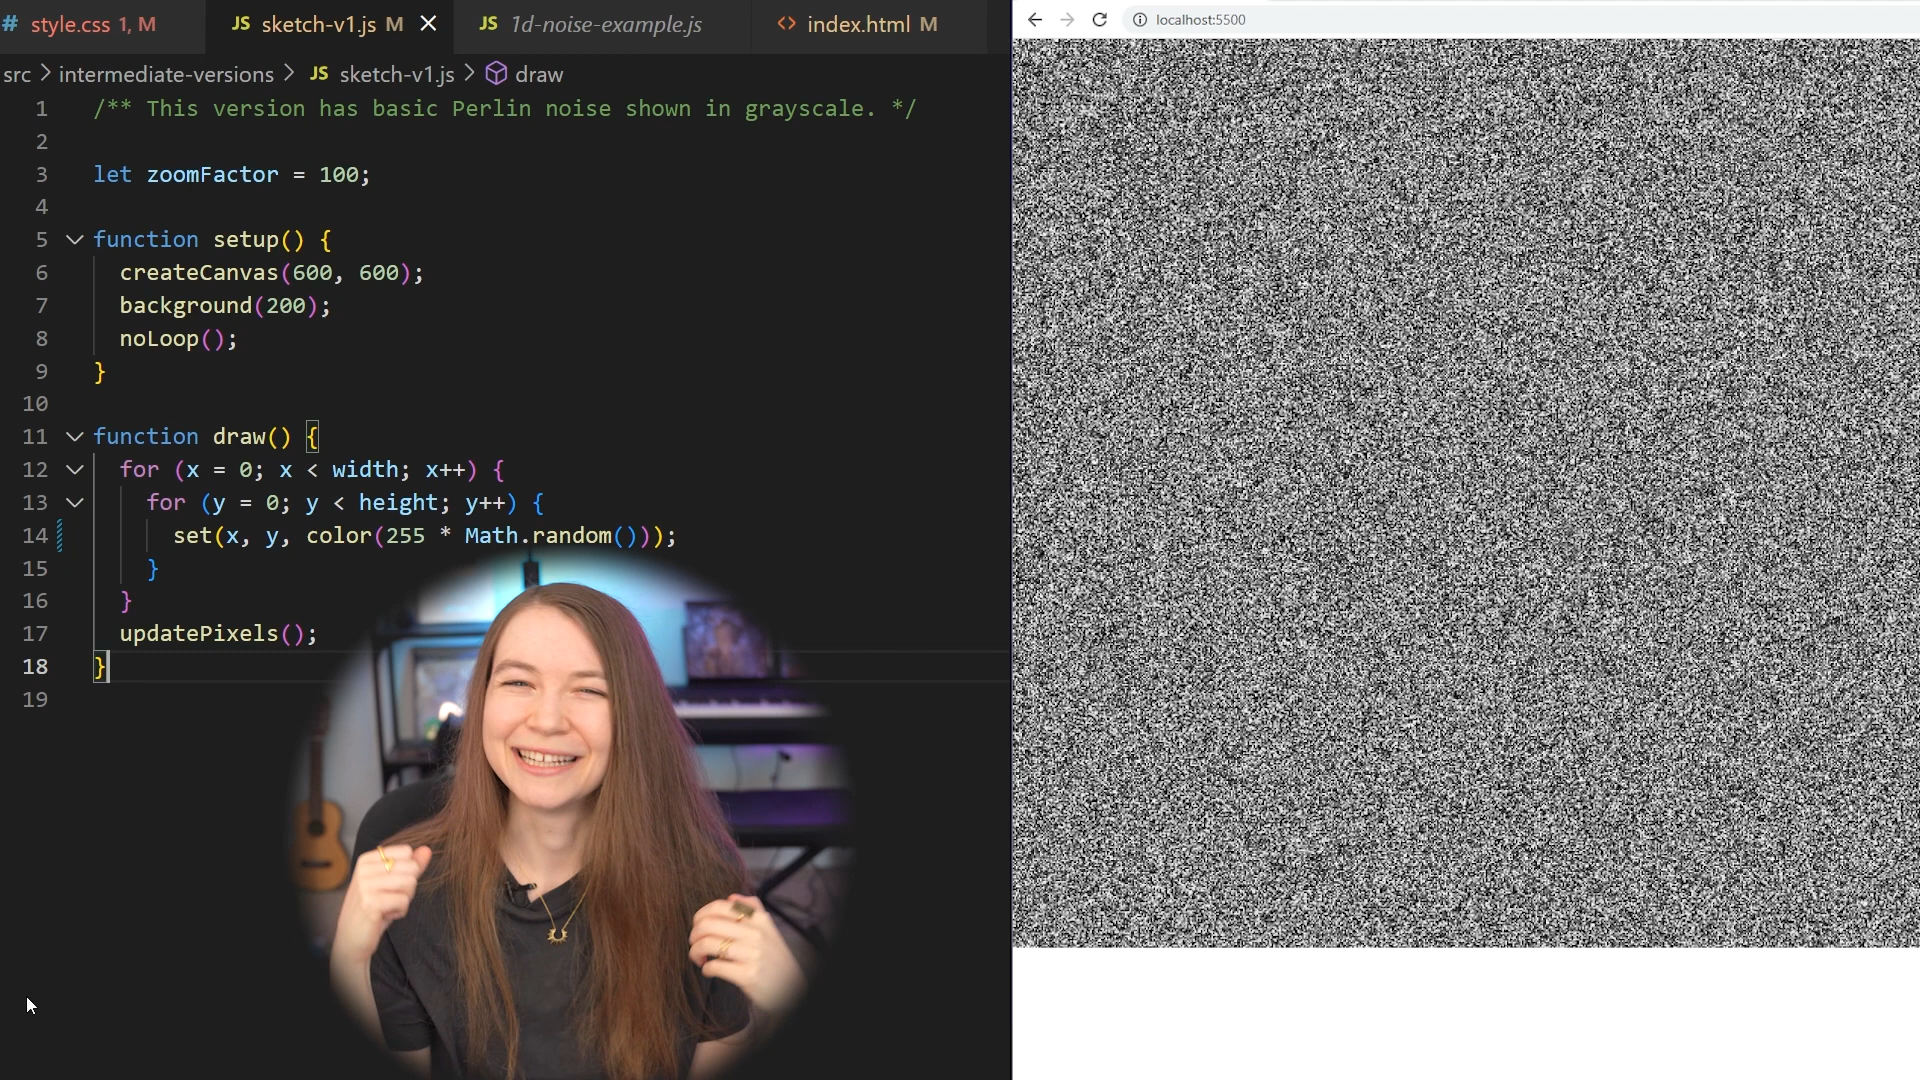 # style.css 1, M
JS sketch-v1.js M
JS 1d-noise-example.js
<> index.html M
localhost:5500
src > intermediate-versions > JS sketch-v1.js > draw
1 /** This version has basic Perlin noise shown in grayscale. */
2
3 let zoomFactor = 100;
4
5 function setup() {
6 createCanvas(600, 600);
7 background(200);
8 noLoop();
9 }
10
11 function draw() {
12 for (x = 0; x < width; x++) {
13 for (y = 0; y < height; y++) {
14 set(x, y, color(255 * Math.random()));
15 }
16 }
17 updatePixels();
18 }
19